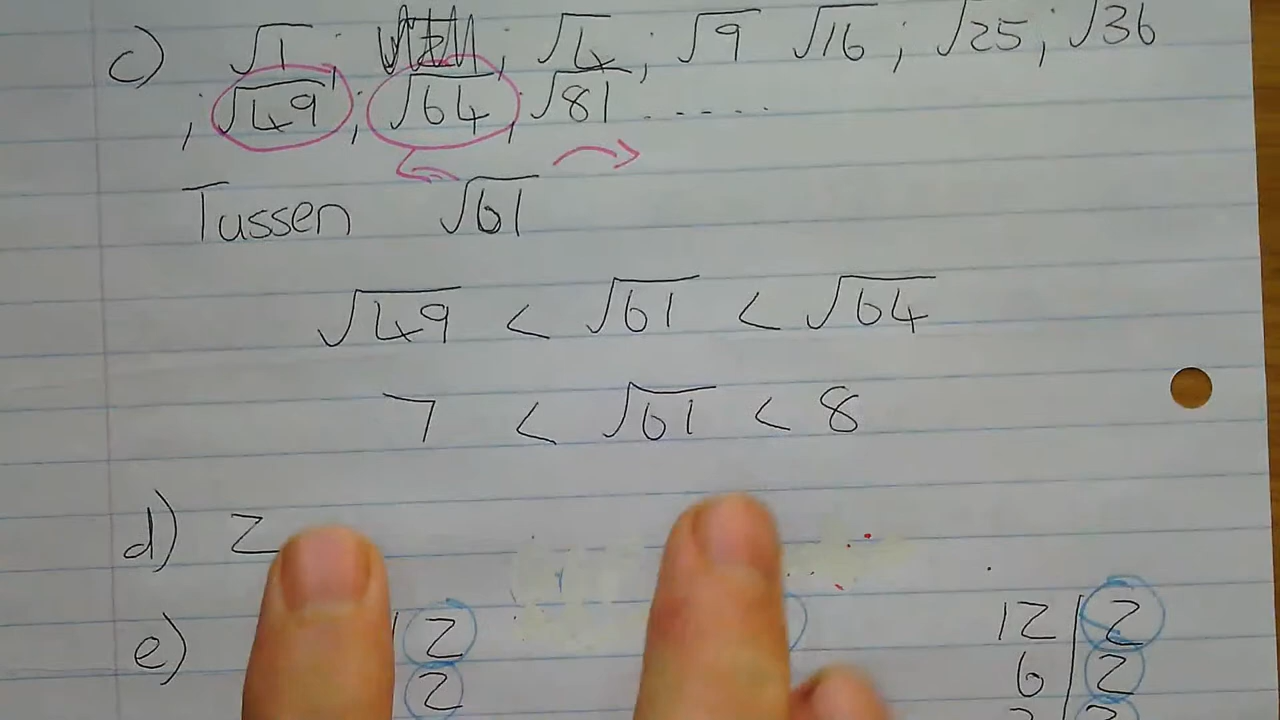 c) √1 ; ; √4 ; √9 √16 ; √25 ; √36
; √49 ; √64 ; √81 ......
Tussen √61
√49 < √61 < √64
7 < √61 < 8
d) 2
e) 2 12 | 2
2 6 | 2